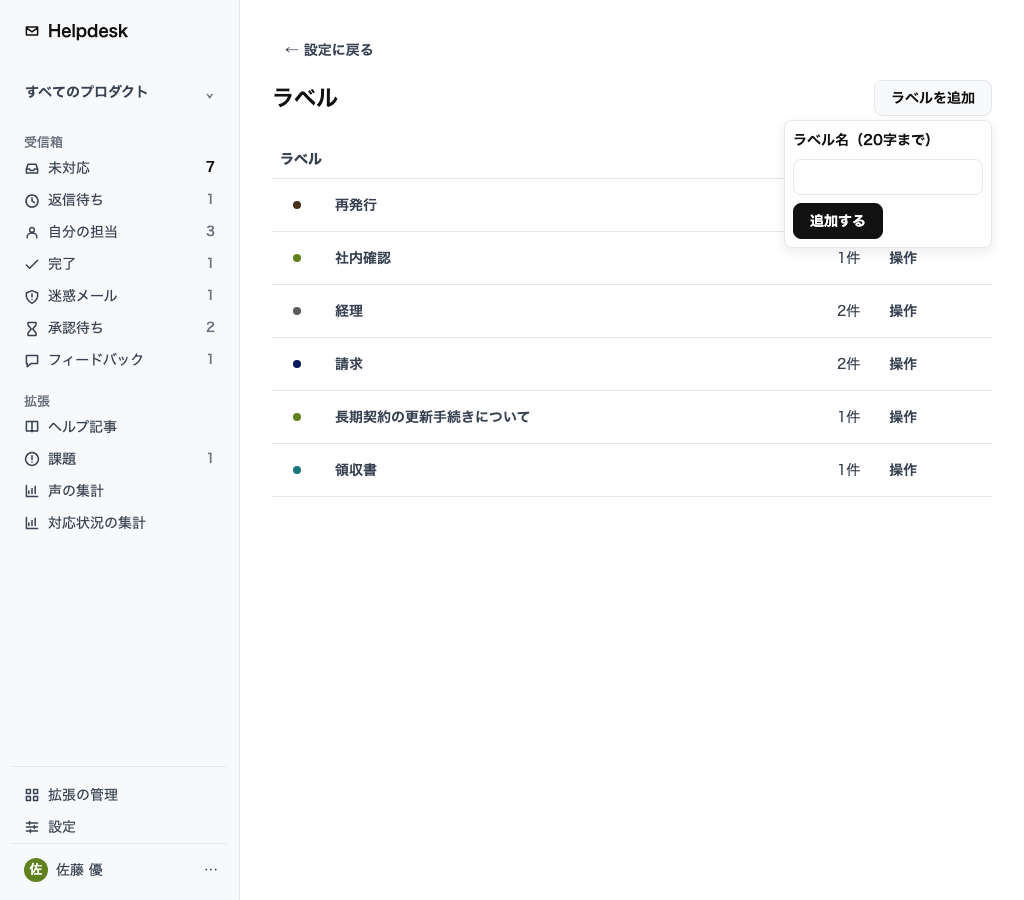 Helpdesk
すべてのプロダクト
受信箱
未対応 7
返信待ち 1
自分の担当 3
完了 1
迷惑メール 1
承認待ち 2
フィードバック 1
拡張
ヘルプ記事
課題 1
声の集計
対応状況の集計
拡張の管理
設定
佐 佐藤 優 …
← 設定に戻る
ラベル
ラベルを追加
ラベル名（20字まで）
追加する
ラベル
再発行
社内確認 1件 操作
経理 2件 操作
請求 2件 操作
長期契約の更新手続きについて 1件 操作
領収書 1件 操作